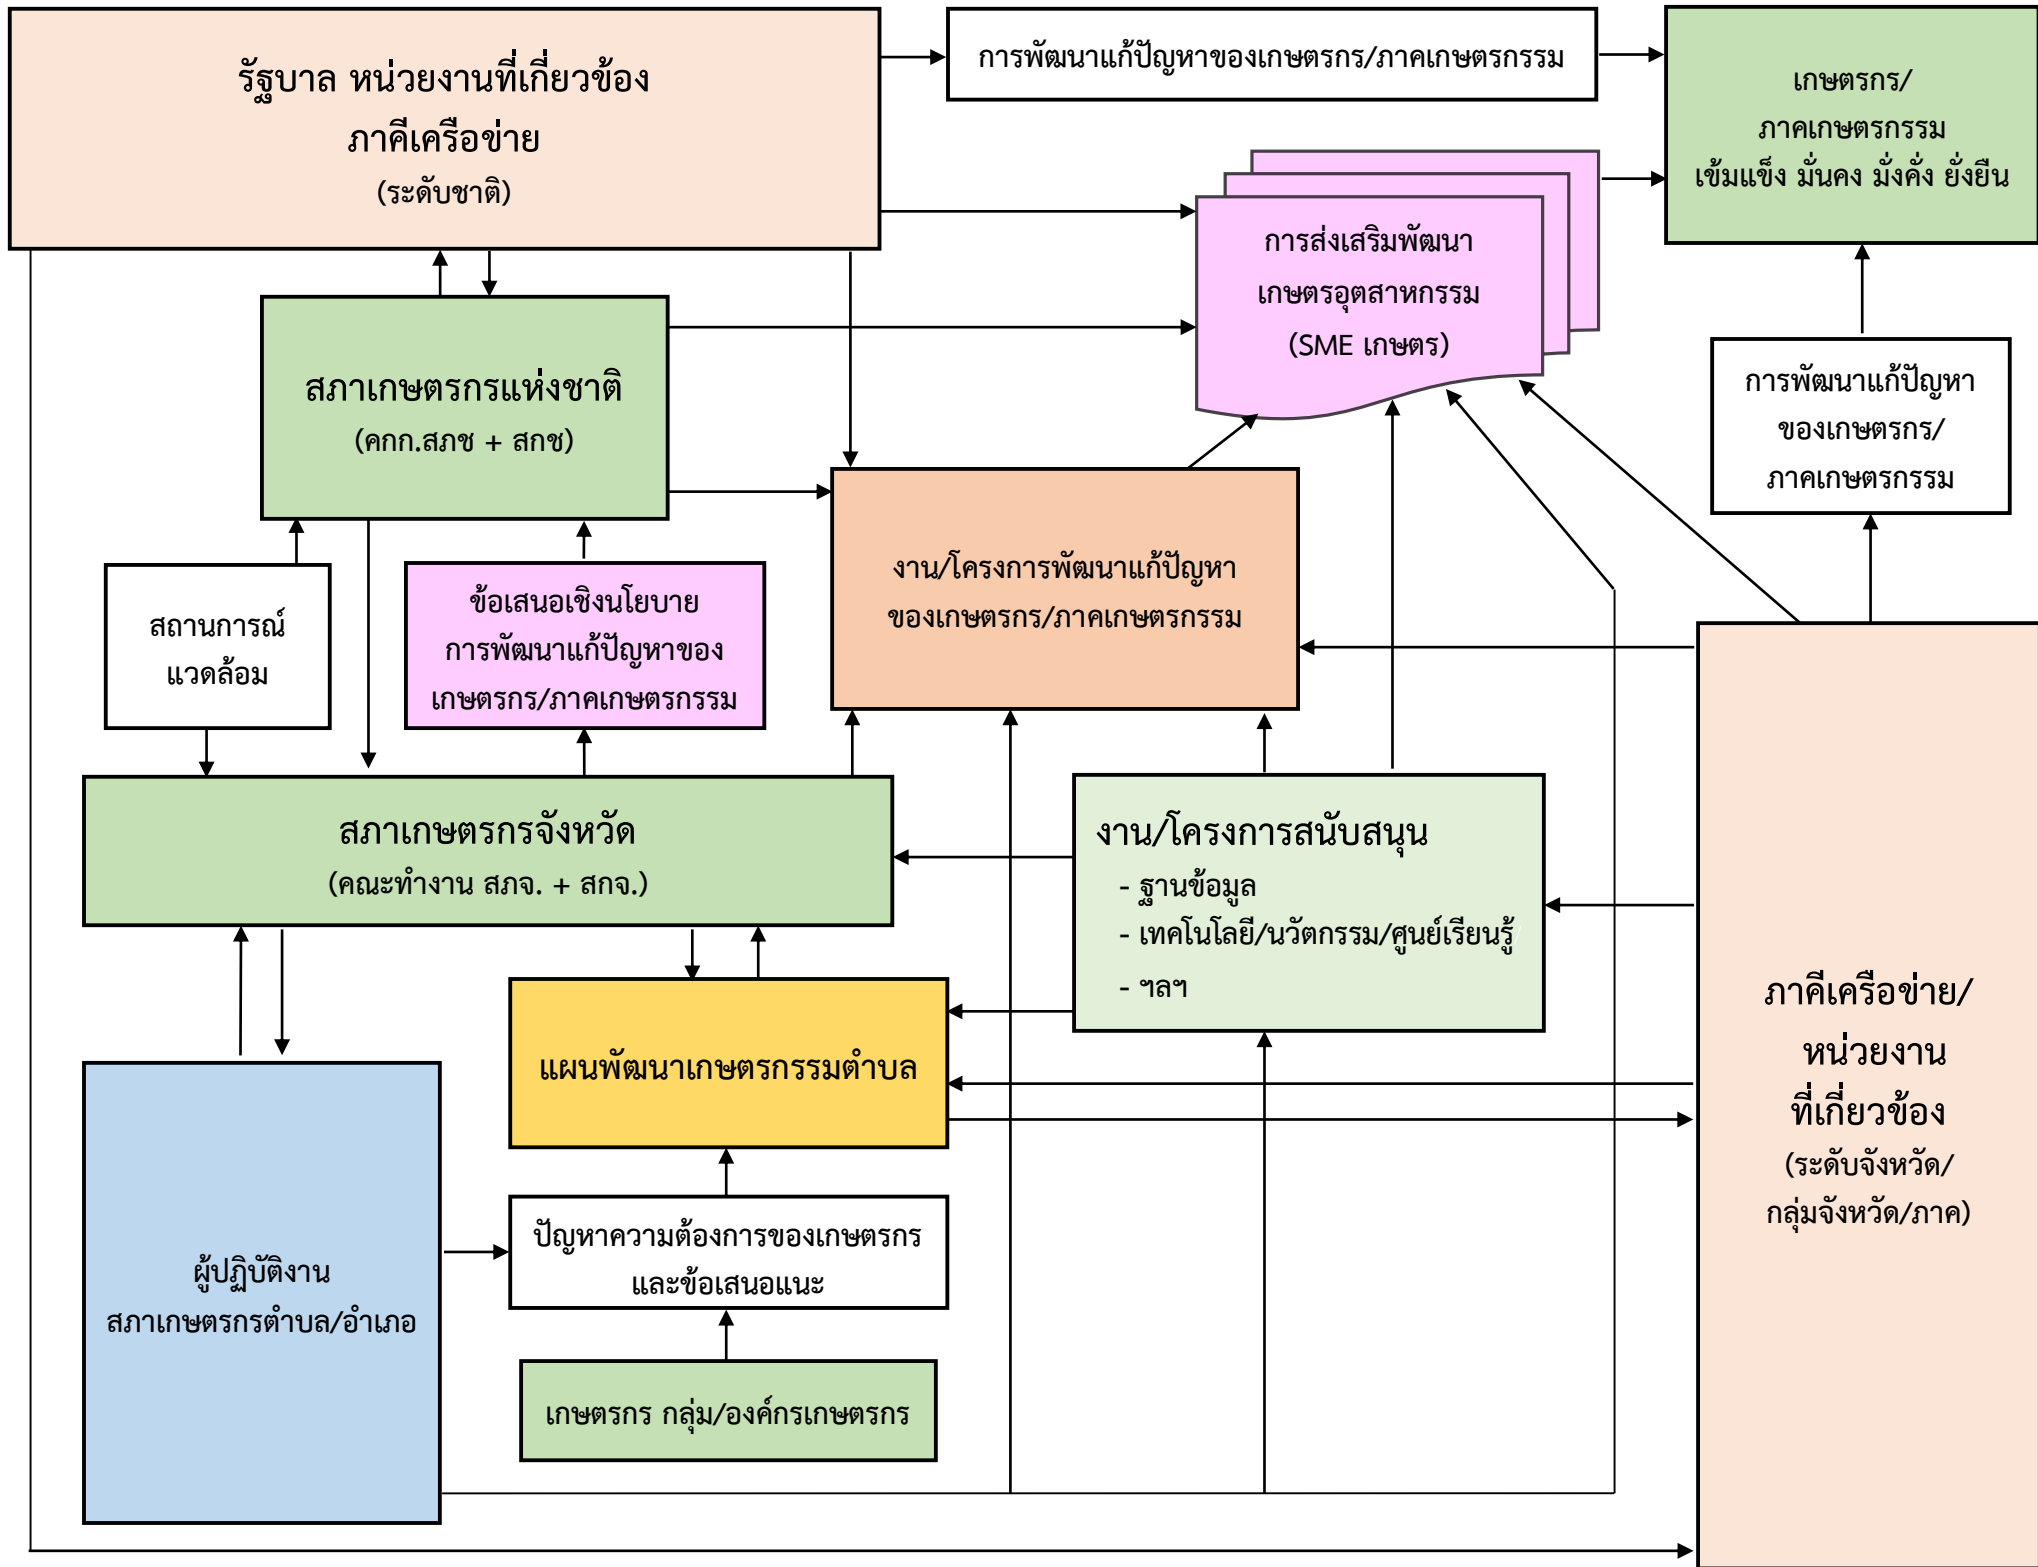 รัฐบาล หน่วยงานที่เกี่ยวข้อง
ภาคีเครือข่าย
(ระดับชาติ)
การพัฒนาแก้ปัญหาของเกษตรกร/ภาคเกษตรกรรม
เกษตรกร/
ภาคเกษตรกรรม
เข้มแข็ง มั่นคง มั่งคั่ง ยั่งยืน
การส่งเสริมพัฒนา
เกษตรอุตสาหกรรม
(SME เกษตร)
สภาเกษตรกรแห่งชาติ
(คกก.สภช + สกช)
การพัฒนาแก้ปัญหา
ของเกษตรกร/
ภาคเกษตรกรรม
งาน/โครงการพัฒนาแก้ปัญหา
ของเกษตรกร/ภาคเกษตรกรรม
สถานการณ์
แวดล้อม
ข้อเสนอเชิงนโยบาย
การพัฒนาแก้ปัญหาของ
เกษตรกร/ภาคเกษตรกรรม
สภาเกษตรกรจังหวัด
(คณะทำงาน สภจ. + สกจ.)
งาน/โครงการสนับสนุน
- ฐานข้อมูล
- เทคโนโลยี/นวัตกรรม/ศูนย์เรียนรู้/
- ฯลฯ
แผนพัฒนาเกษตรกรรมตำบล
ภาคีเครือข่าย/
หน่วยงาน
ที่เกี่ยวข้อง
(ระดับจังหวัด/
กลุ่มจังหวัด/ภาค)
ผู้ปฏิบัติงาน
สภาเกษตรกรตำบล/อำเภอ
ปัญหาความต้องการของเกษตรกร
และข้อเสนอแนะ
เกษตรกร กลุ่ม/องค์กรเกษตรกร